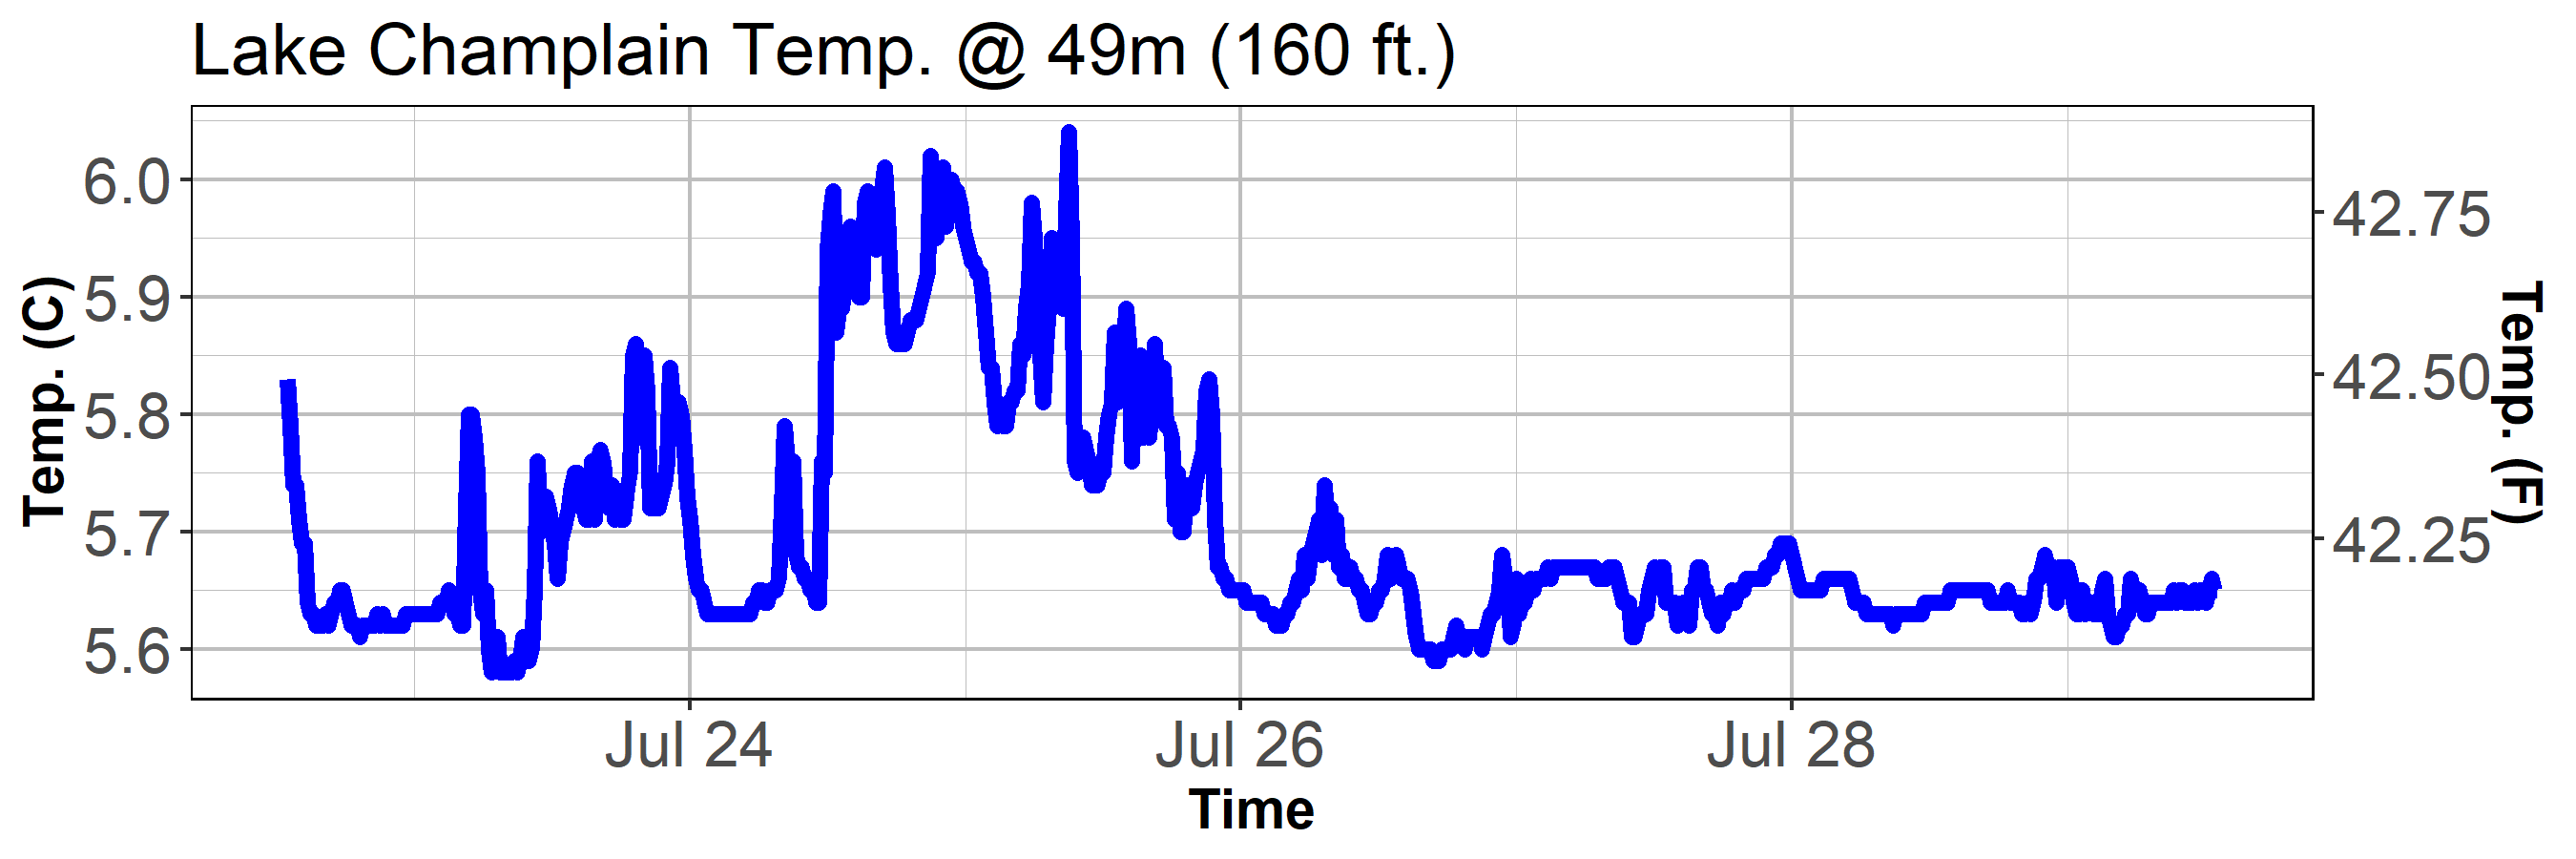 Lake Champlain Temp. @ 49m (160 ft.)
6.0
5.9
5.8
5.7
5.6
Temp. (C)
42.75
42.50
42.25
Temp. (F)
Jul 24
Jul 26
Jul 28
Time